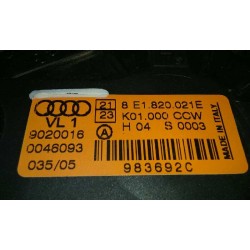 21 23
8 E1.820.021E
K01.000 CCW
VL 1
A
H 04 S 0003
9020016
0046093
035/05
983692C
MADE IN ITALY